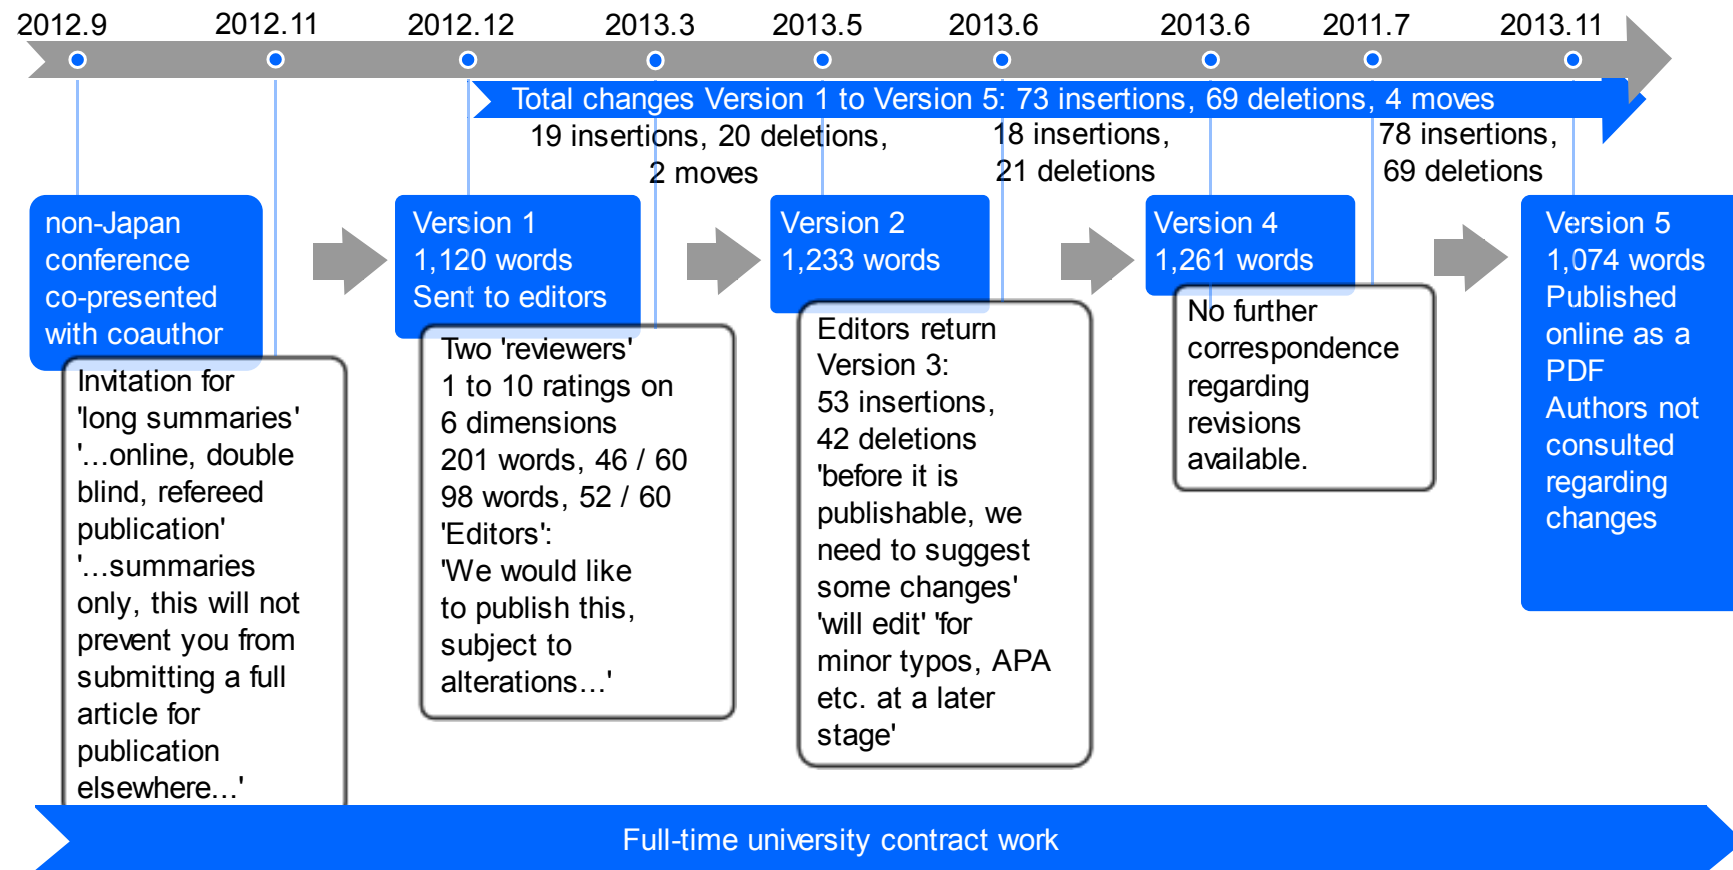 2012.9
2012.11
2012.12
2013.3
2013.5
2013.6
2013.6
2011.7
2013.11
Total changes Version 1 to Version 5: 73 insertions, 69 deletions, 4 moves
19 insertions, 20 deletions,
2 moves
18 insertions,
21 deletions
78 insertions,
69 deletions
non-Japan
conference
co-presented
with coauthor
Invitation for
'long summaries'
'...online, double
blind, refereed
publication'
'...summaries
only, this will not
prevent you from
submitting a full
article for
publication
elsewhere...'
Version 1
1,120 words
Sent to editors
Two 'reviewers'
1 to 10 ratings on
6 dimensions
201 words, 46 / 60
98 words, 52 / 60
'Editors':
'We would like
to publish this,
subject to
alterations...'
Version 2
1,233 words
Editors return
Version 3:
53 insertions,
42 deletions
'before it is
publishable, we
need to suggest
some changes'
'will edit' 'for
minor typos, APA
etc. at a later
stage'
Version 4
1,261 words
No further
correspondence
regarding
revisions
available.
Version 5
1,074 words
Published
online as a
PDF
Authors not
consulted
regarding
changes
Full-time university contract work